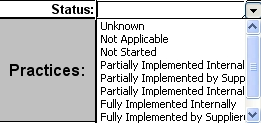 Status:
Unknown
Not Applicable
Not Started
Practices:
Partially Implemented Internal
Partially Implemented by Supp
Partially Implemented Internal
Fully Implemented Internally
Fully Implemented by Supplier